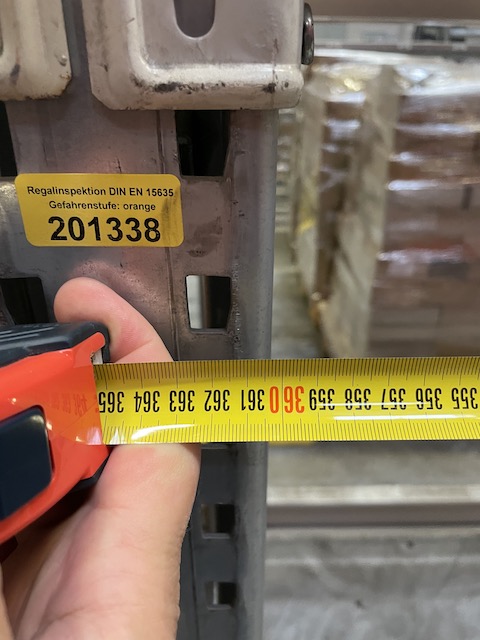 Regalinspektion DIN EN 15635
Gefahrenstufe: orange
201338
365 364 363 362 361 360 359 358 357 356 355